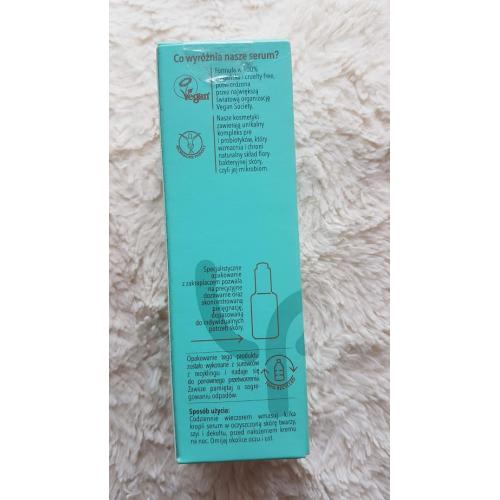 Co wyróżnia nasze serum?
Formuła w 100%
wegańska i cruelty free,
potwierdzona
przez największą
światową organizację
Vegan Society.
Vegan
Nasze kosmetyki
zawierają unikalny
kompleks pre
i probiotyków, który
wzmacnia i chroni
naturalny skład flory
bakteryjnej skóry,
czyli jej mikrobiom.
Specjalistyczne
opakowanie
z zakraplaczem pozwala
na precyzyjne
dozowanie oraz
skoncentrowaną
pielęgnację,
dopasowaną
do indywidualnych
potrzeb skóry.
Opakowanie tego produktu
zostało wykonane z surowców
z recyklingu i nadaje się
do ponownego przetworzenia.
Zawsze pamiętaj o segre-
gowaniu odpadów.
Sposób użycia:
Codziennie wieczorem wmasuj kilka
kropli serum w oczyszczoną skórę twarzy,
szyi i dekoltu, przed nałożeniem kremu
na noc. Omijaj okolice oczu i ust.